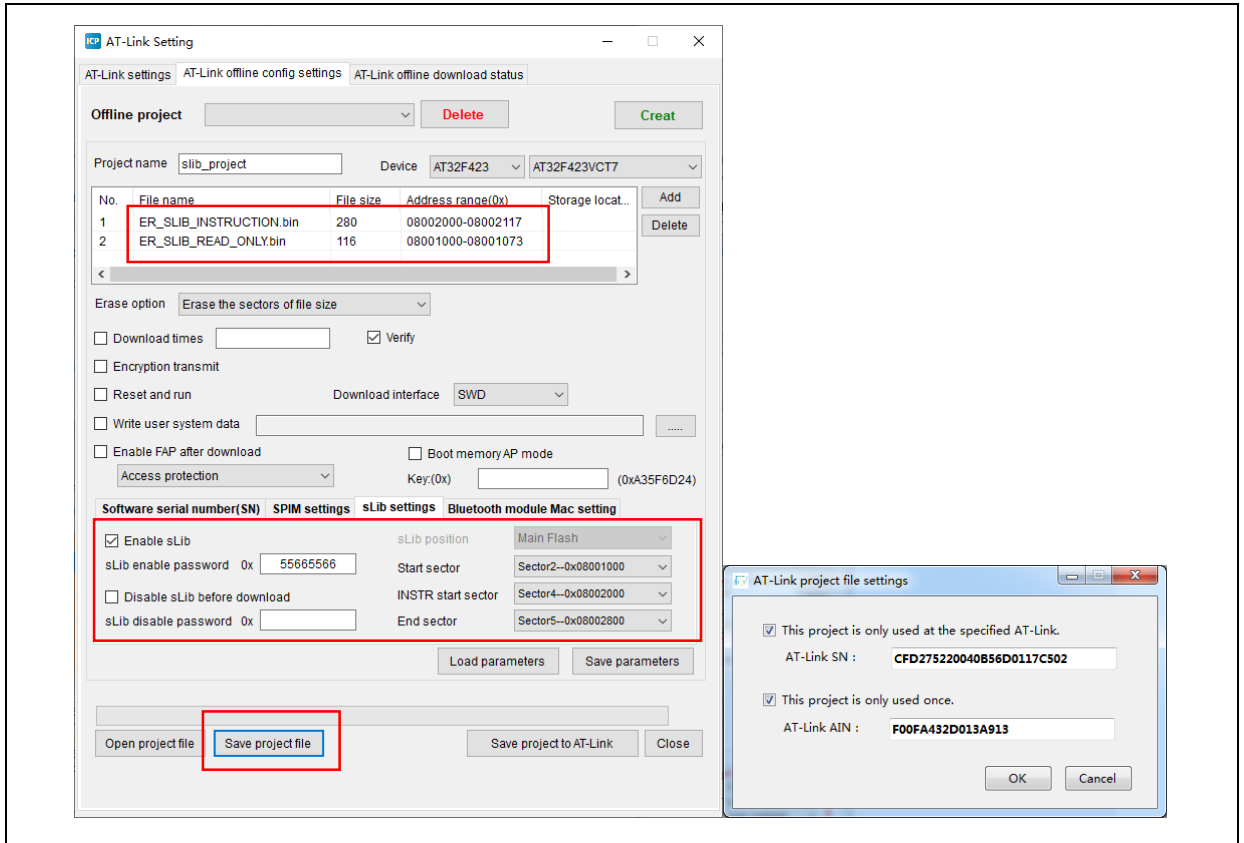 ICP AT-Link Setting
AT-Link settings AT-Link offline config settings AT-Link offline download status
Offline project Delete Creat
Project name slib_project Device AT32F423 AT32F423VCT7
No. File name File size Address range(0x) Storage locat... Add
1 ER_SLIB_INSTRUCTION.bin 280 08002000-08002117 Delete
2 ER_SLIB_READ_ONLY.bin 116 08001000-08001073
Erase option Erase the sectors of file size
Download times Verify
Encryption transmit
Reset and run Download interface SWD
Write user system data .....
Enable FAP after download Boot memory AP mode
Access protection Key:(0x) (0xA35F6D24)
Software serial number(SN) SPIM settings sLib settings Bluetooth module Mac setting
Enable sLib sLib position Main Flash
sLib enable password 0x 55665566 Start sector Sector2--0x08001000
Disable sLib before download INSTR start sector Sector4--0x08002000
sLib disable password 0x End sector Sector5--0x08002800
Load parameters Save parameters
Open project file Save project file Save project to AT-Link Close
AT-Link project file settings
This project is only used at the specified AT-Link.
AT-Link SN : CFD275220040B56D0117C502
This project is only used once.
AT-Link AIN : F00FA432D013A913
OK Cancel